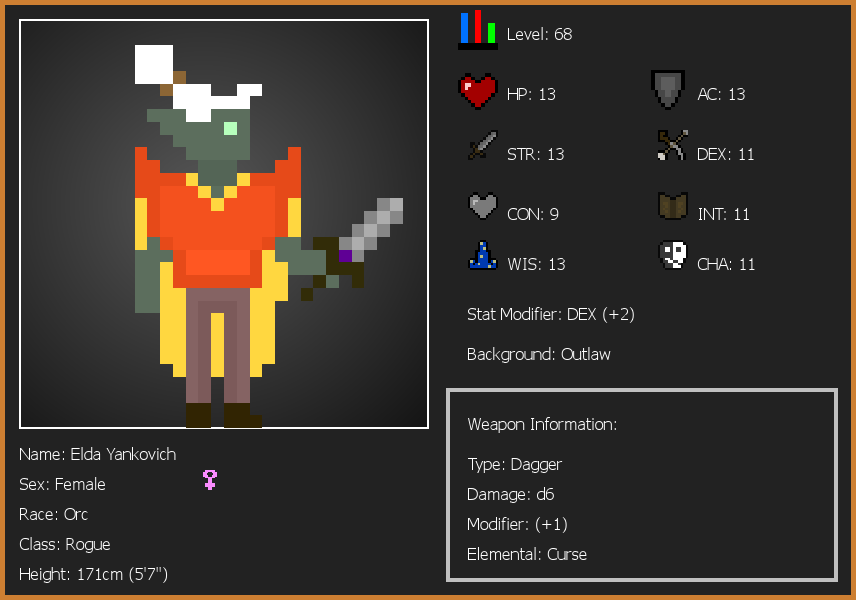 Level: 68
HP: 13
AC: 13
STR: 13
DEX: 11
CON: 9
INT: 11
WIS: 13
CHA: 11
Stat Modifier: DEX (+2)
Background: Outlaw
Weapon Information:
Type: Dagger
Damage: d6
Modifier: (+1)
Elemental: Curse
Name: Elda Yankovich
Sex: Female
Race: Orc
Class: Rogue
Height: 171cm (5'7")